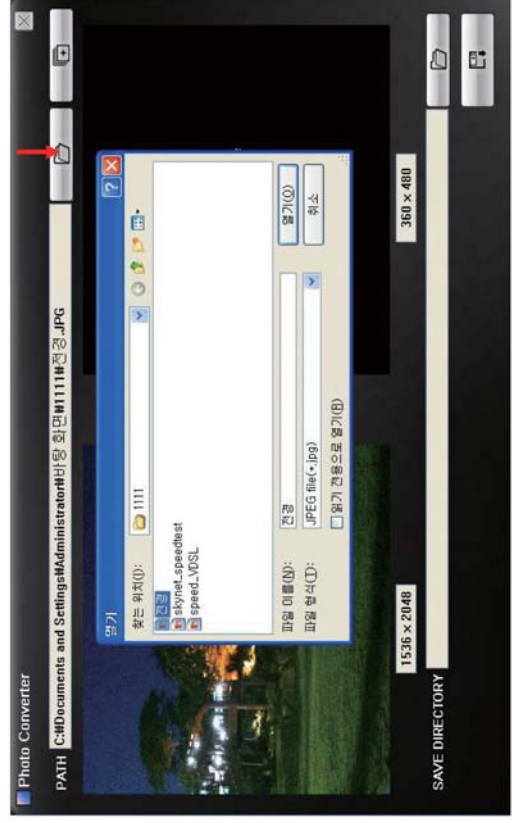 Photo Converter
PATH C:₩Documents and Settings₩Administrator₩바탕 화면₩1111₩전경.JPG
열기
찾는 위치(I): 1111
전경
skynet_speedtest
speed_VDSL
파일 이름(N): 전경 열기(O)
파일 형식(T): JPEG file(*.jpg) 취소
읽기 전용으로 열기(R)
1536 × 2048 360 × 480
SAVE DIRECTORY